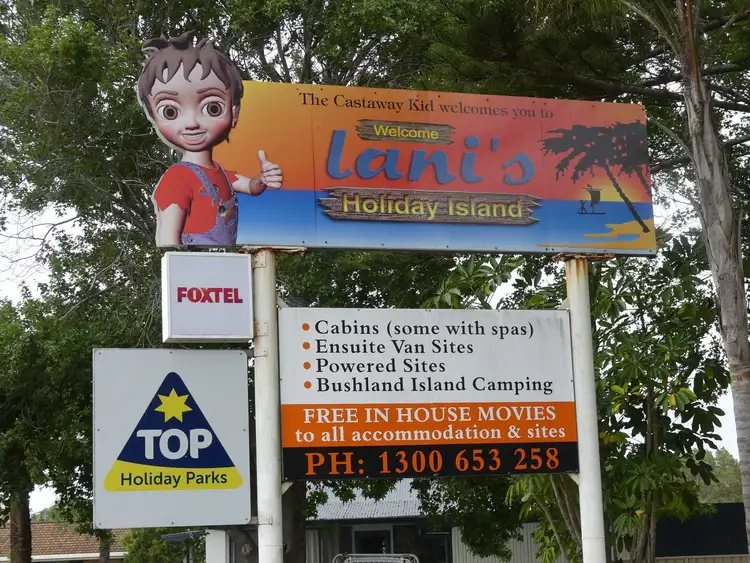 The Castaway Kid welcomes you to
Welcome
lani's
Holiday Island
FOXTEL
• Cabins (some with spas)
• Ensuite Van Sites
• Powered Sites
• Bushland Island Camping
FREE IN HOUSE MOVIES
to all accommodation & sites
PH: 1300 653 258
TOP
Holiday Parks